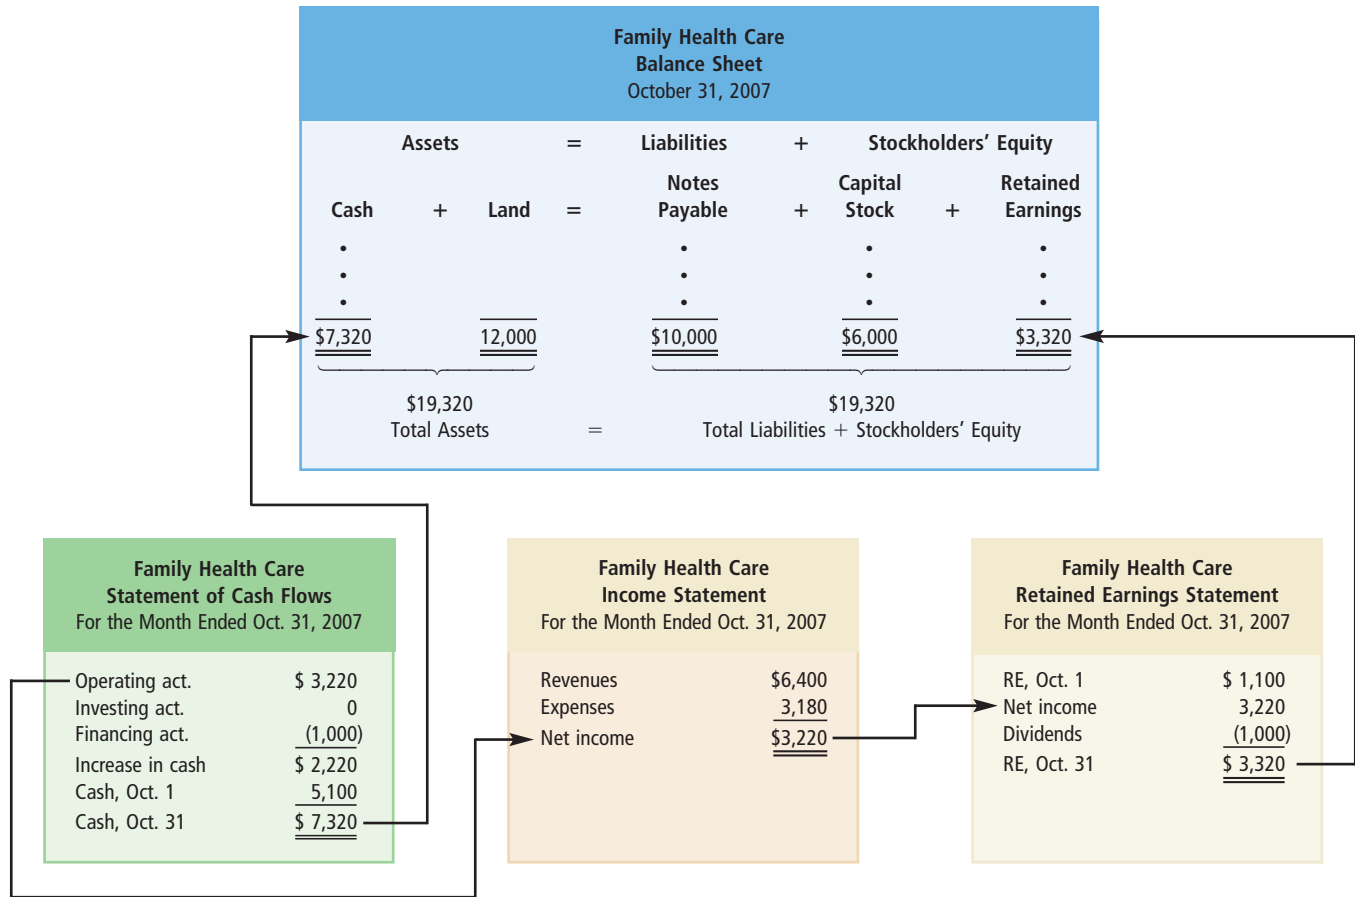 Family Health Care
Balance Sheet
October 31, 2007
Assets = Liabilities + Stockholders' Equity
Notes Capital Retained
Cash + Land = Payable + Stock + Earnings
$7,320 12,000 $10,000 $6,000 $3,320
$19,320 $19,320
Total Assets = Total Liabilities + Stockholders' Equity
Family Health Care
Statement of Cash Flows
For the Month Ended Oct. 31, 2007
Operating act. $ 3,220
Investing act. 0
Financing act. (1,000)
Increase in cash $ 2,220
Cash, Oct. 1 5,100
Cash, Oct. 31 $ 7,320
Family Health Care
Income Statement
For the Month Ended Oct. 31, 2007
Revenues $6,400
Expenses 3,180
Net income $3,220
Family Health Care
Retained Earnings Statement
For the Month Ended Oct. 31, 2007
RE, Oct. 1 $ 1,100
Net income 3,220
Dividends (1,000)
RE, Oct. 31 $ 3,320